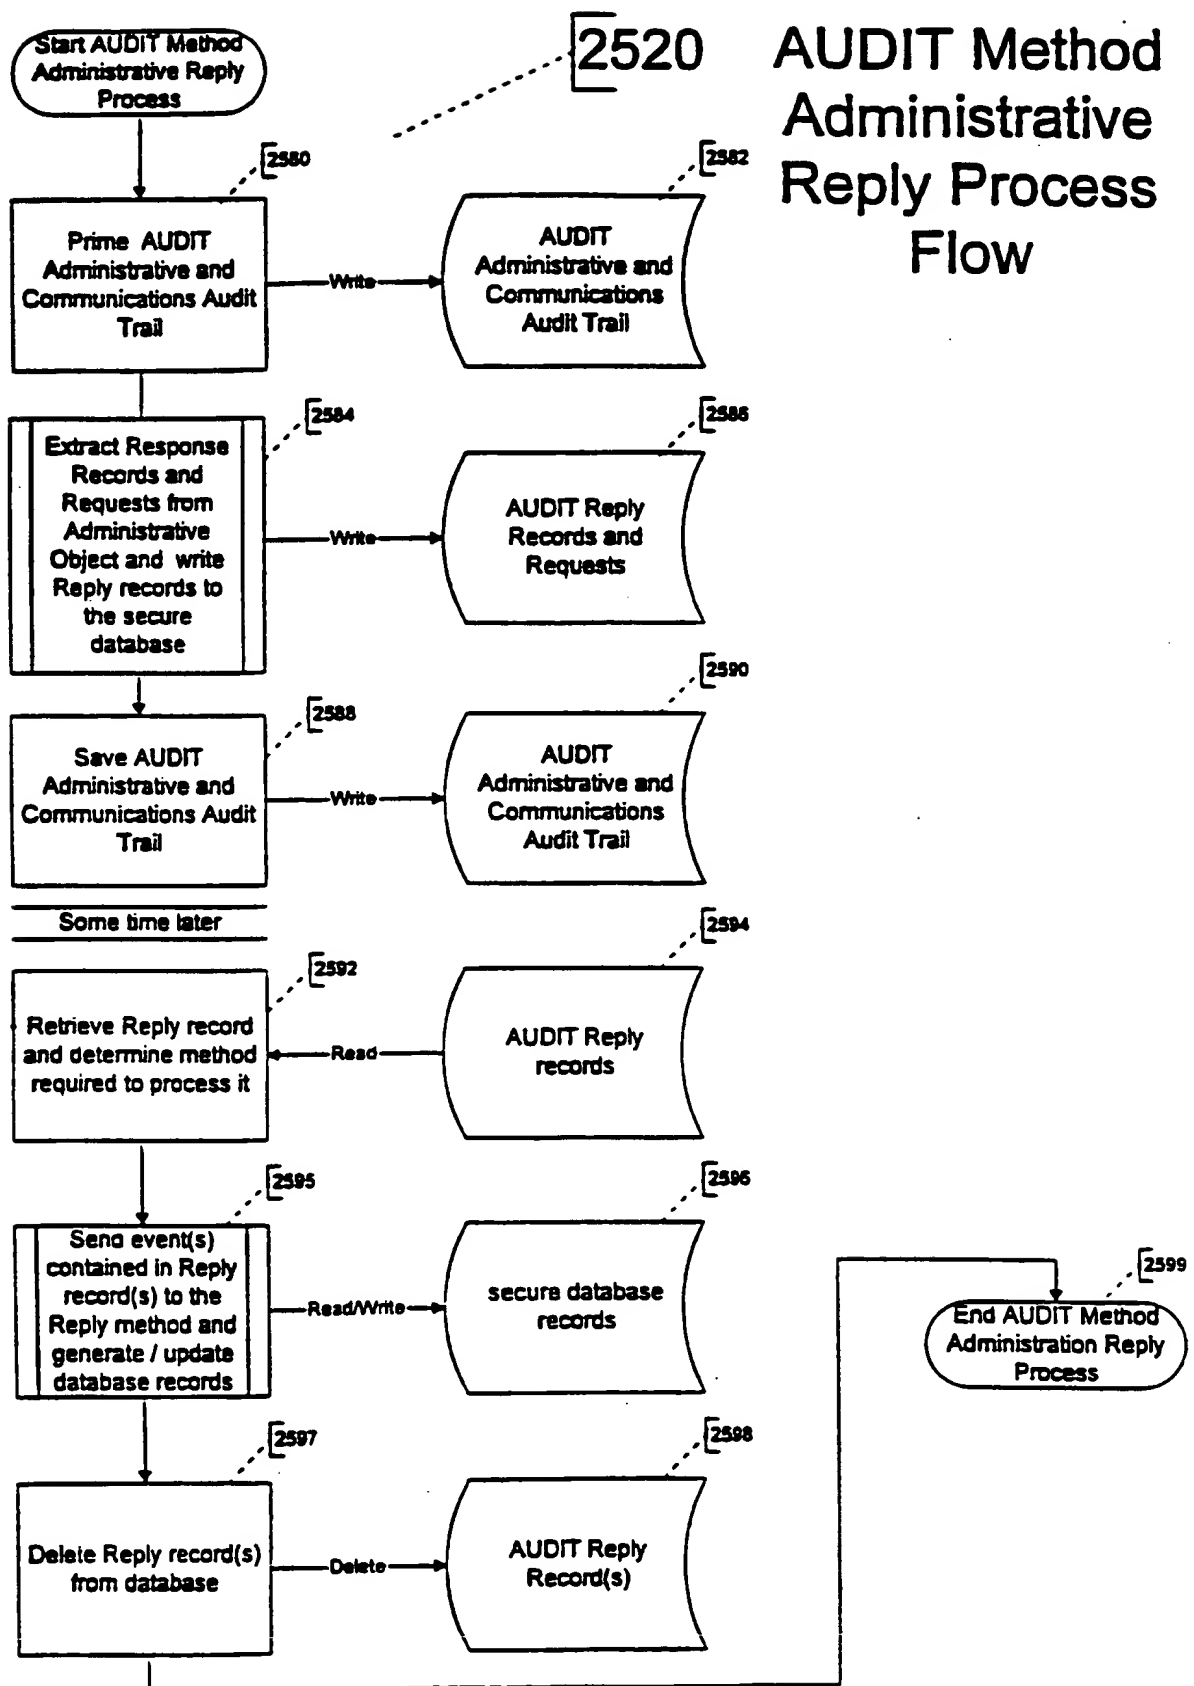 Start AUDIT Method
Administrative Reply
Process
2520
AUDIT Method
Administrative
Reply Process
Flow
2580
2582
Prime AUDIT
Administrative and
Communications Audit
Trail
Write
AUDIT
Administrative and
Communications
Audit Trail
2584
2586
Extract Response
Records and
Requests from
Administrative
Object and write
Reply records to
the secure
database
Write
AUDIT Reply
Records and
Requests
2588
2590
Save AUDIT
Administrative and
Communications Audit
Trail
Write
AUDIT
Administrative and
Communications
Audit Trail
Some time later
2592
2594
Retrieve Reply record
and determine method
required to process it
Read
AUDIT Reply
records
2595
2596
Send event(s)
contained in Reply
record(s) to the
Reply method and
generate / update
database records
Read/Write
secure database
records
2599
End AUDIT Method
Administration Reply
Process
2597
2598
Delete Reply record(s)
from database
Delete
AUDIT Reply
Record(s)